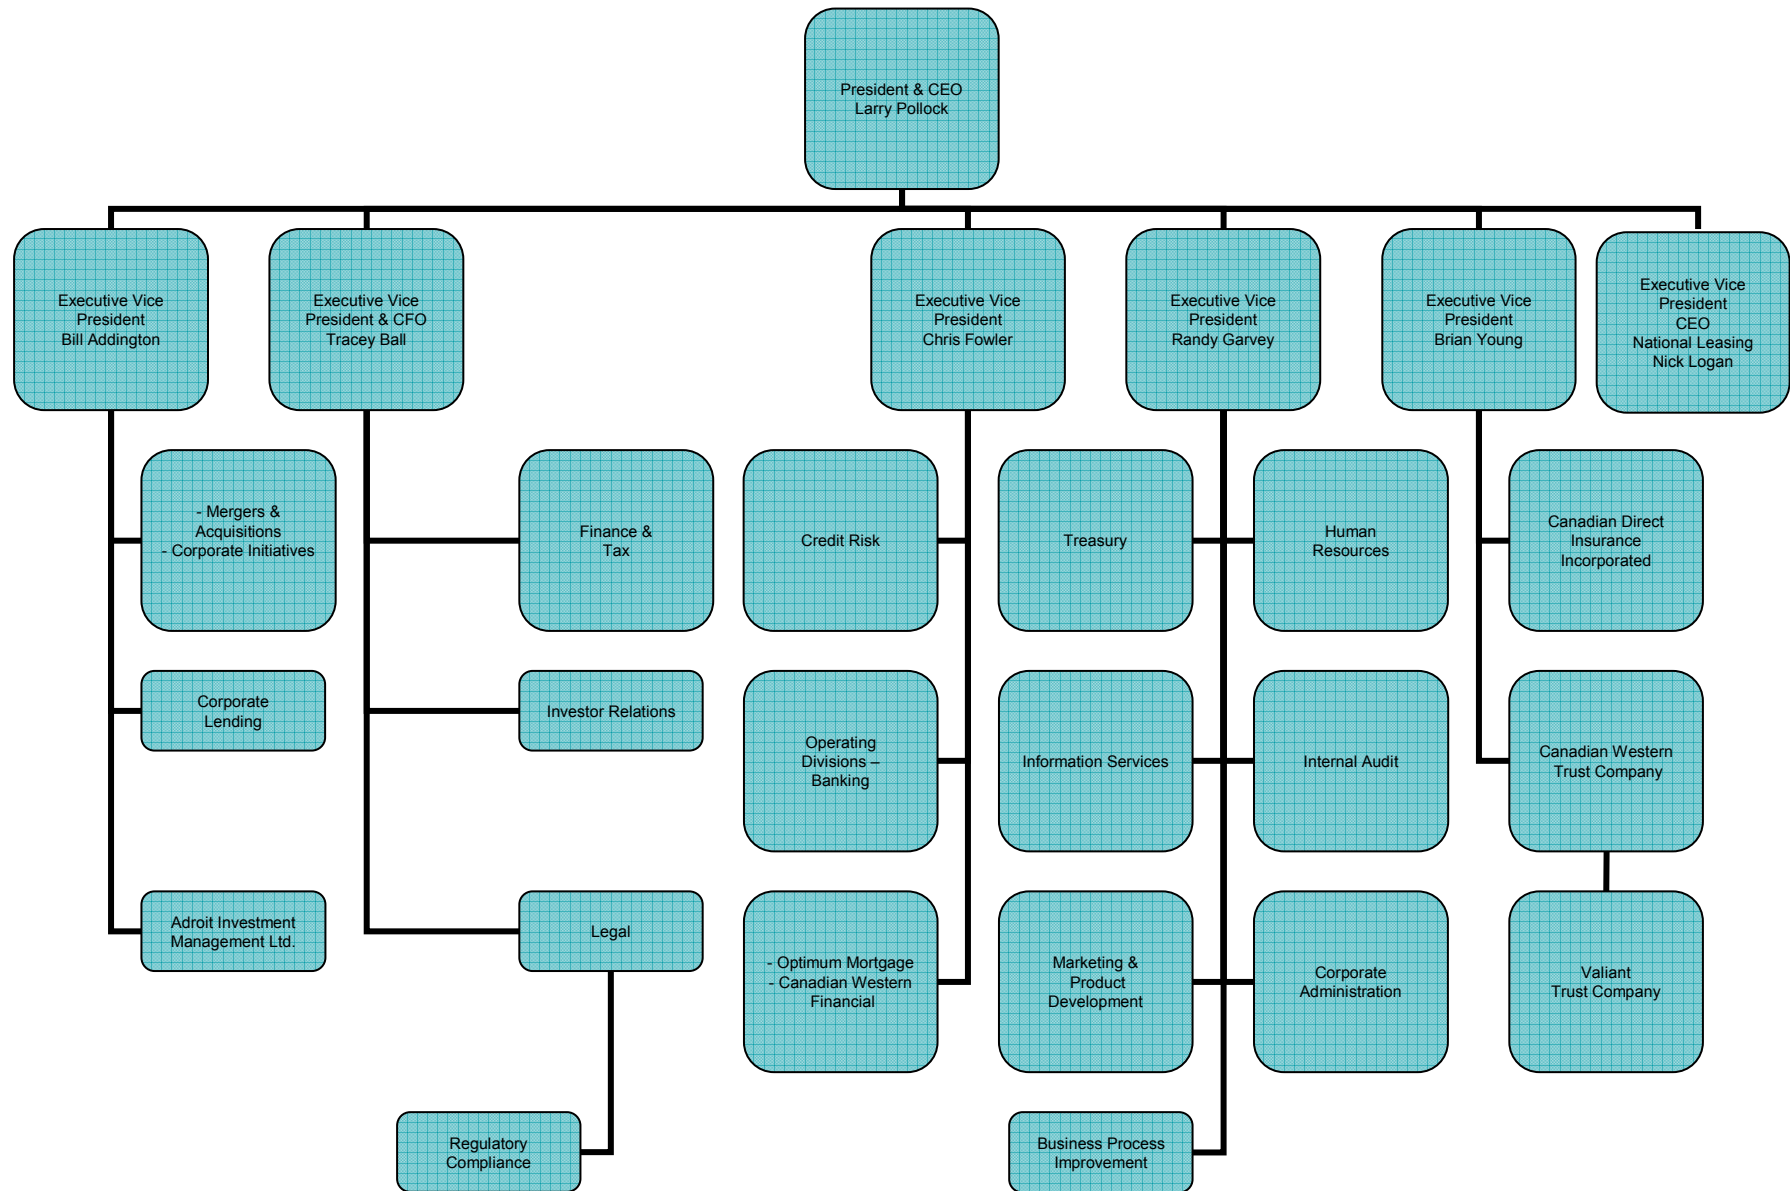 President & CEO
Larry Pollock
Executive Vice
President
Bill Addington
Executive Vice
President & CFO
Tracey Ball
Executive Vice
President
Chris Fowler
Executive Vice
President
Randy Garvey
Executive Vice
President
Brian Young
Executive Vice
President
CEO
National Leasing
Nick Logan
- Mergers &
Acquisitions
- Corporate Initiatives
Finance &
Tax
Credit Risk
Treasury
Human
Resources
Canadian Direct
Insurance
Incorporated
Corporate
Lending
Investor Relations
Operating
Divisions –
Banking
Information Services
Internal Audit
Canadian Western
Trust Company
Adroit Investment
Management Ltd.
Legal
- Optimum Mortgage
- Canadian Western
Financial
Marketing &
Product
Development
Corporate
Administration
Valiant
Trust Company
Regulatory
Compliance
Business Process
Improvement